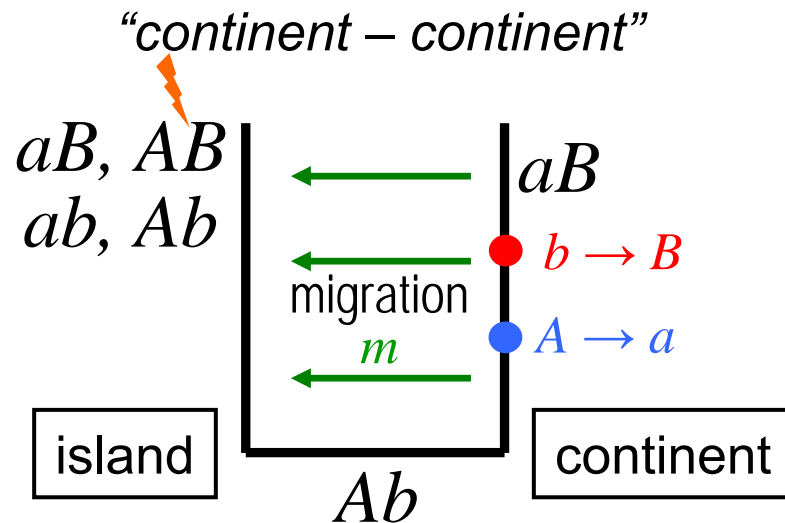 “continent – continent”
aB, AB
ab, Ab
aB
b → B
migration
m
A → a
island
continent
Ab